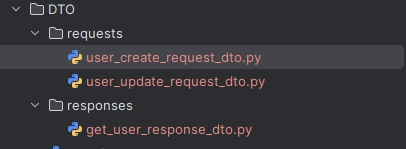 DTO
requests
user_create_request_dto.py
user_update_request_dto.py
responses
get_user_response_dto.py